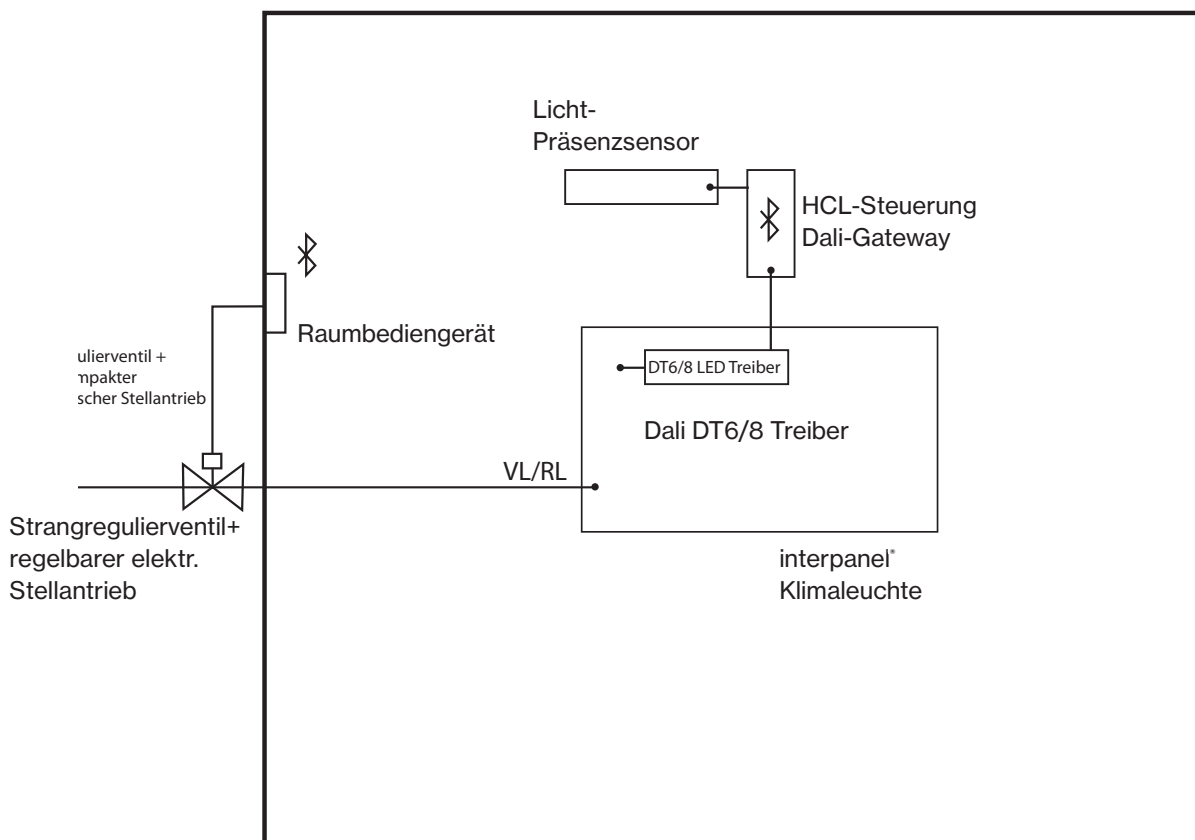 Licht-
Präsenzsensor
HCL-Steuerung
Dali-Gateway
Raumbediengerät
ulierventil +
mpakter
scher Stellantrieb
DT6/8 LED Treiber
Dali DT6/8 Treiber
VL/RL
Strangregulierventil+
regelbarer elektr.
Stellantrieb
interpanel®
Klimaleuchte